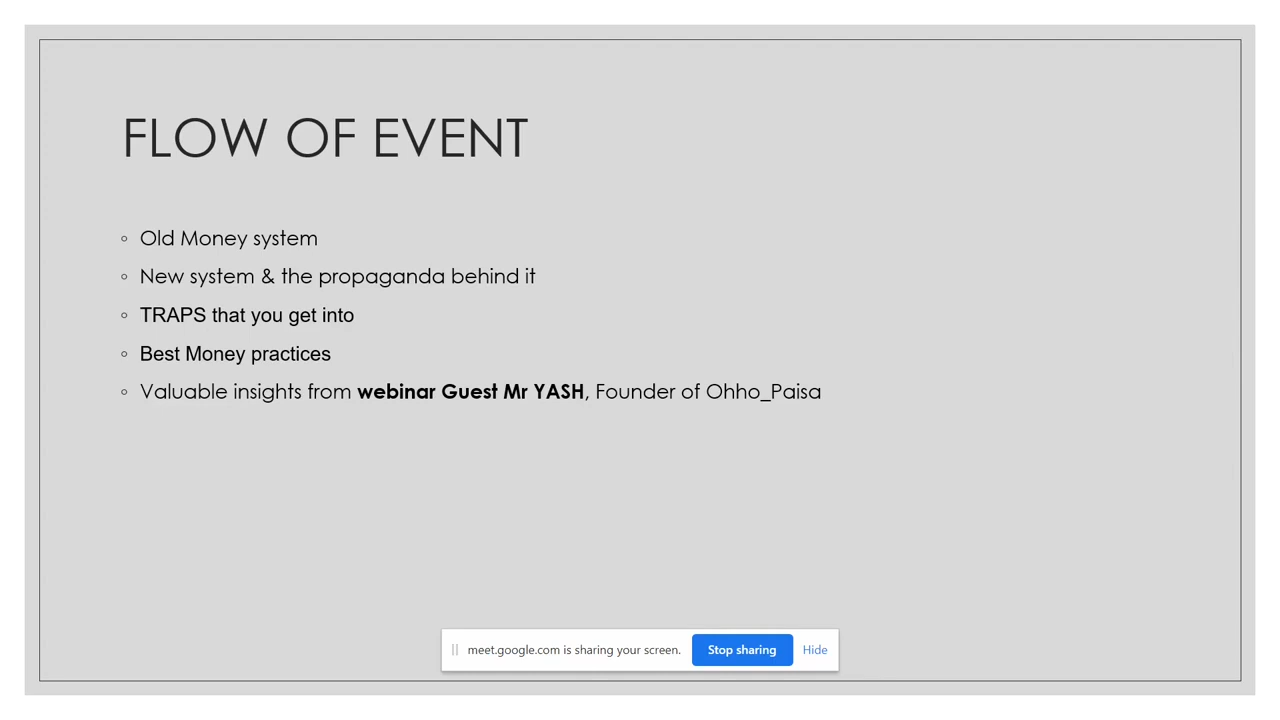 FLOW OF EVENT
◦ Old Money system
◦ New system & the propaganda behind it
◦ TRAPS that you get into
◦ Best Money practices
◦ Valuable insights from webinar Guest Mr YASH, Founder of Ohho_Paisa
meet.google.com is sharing your screen. Stop sharing Hide